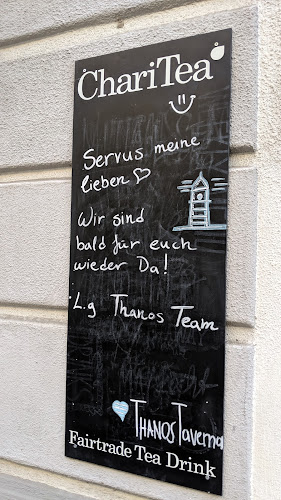 ChariTea
Servus meine
lieben ♡
Wir sind
bald für euch
wieder Da!
L.g Thanos Team
THANOS Taverna
Fairtrade Tea Drink